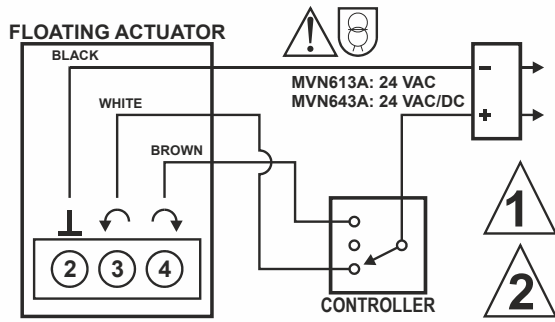 FLOATING ACTUATOR
BLACK
MVN613A: 24 VAC
MVN643A: 24 VAC/DC
WHITE
BROWN
−
+
2 3 4
CONTROLLER
1
2